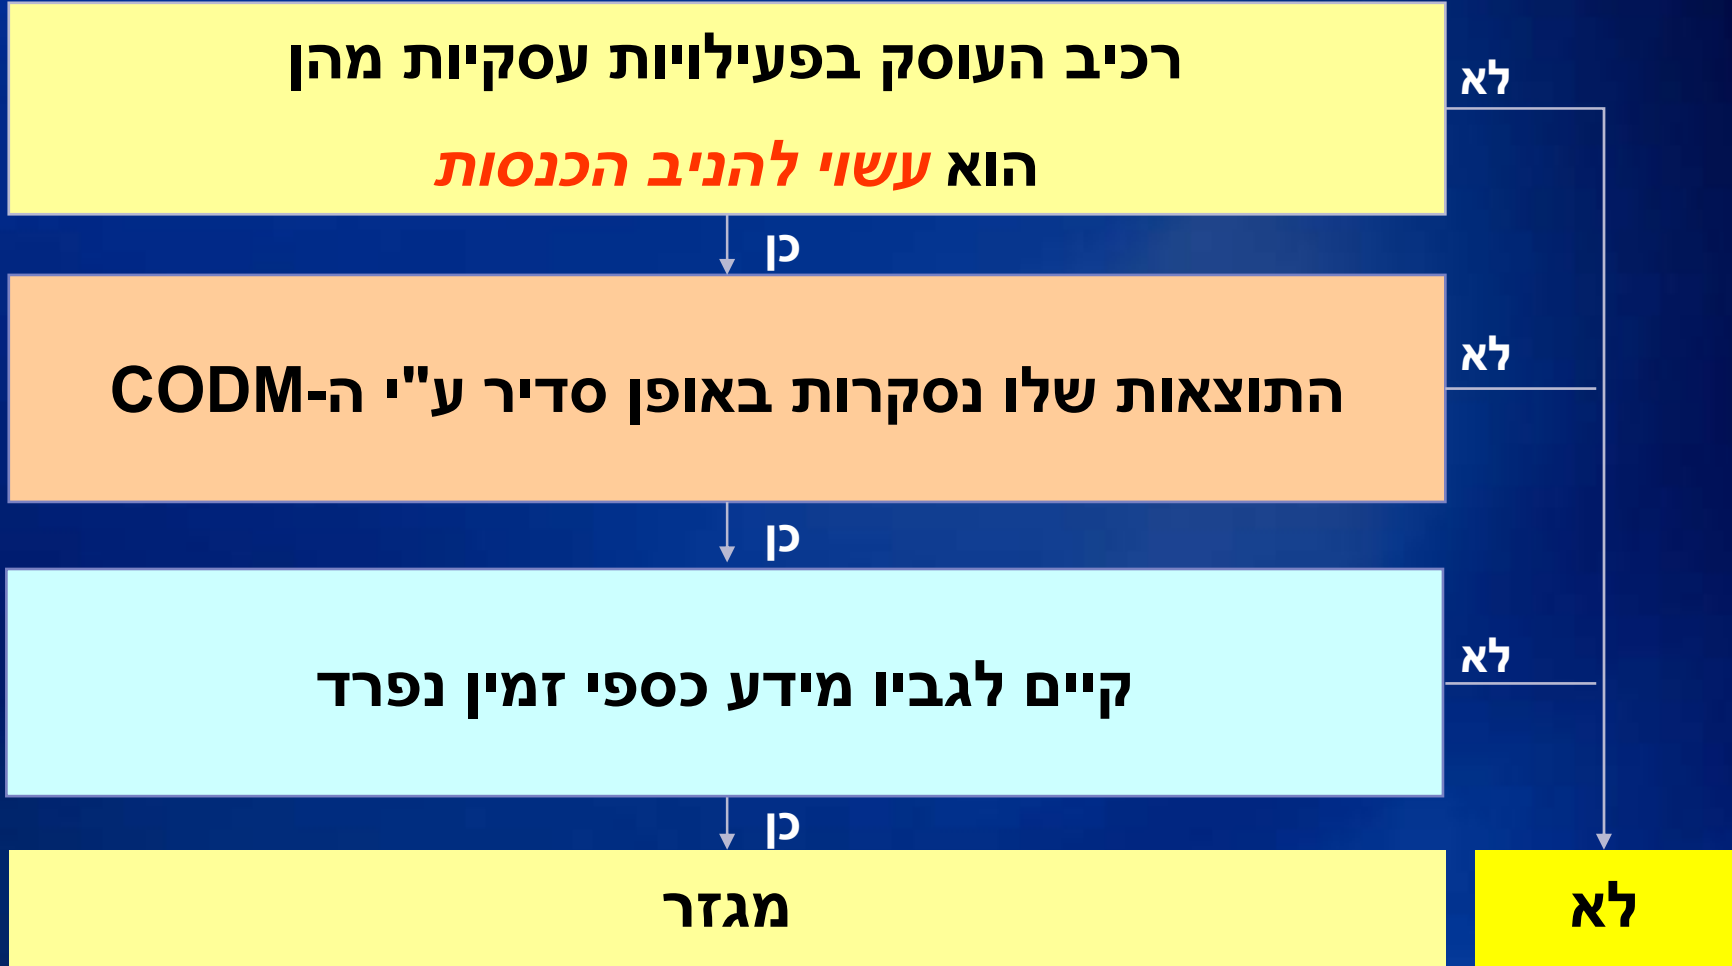 רכיב העוסק בפעילויות עסקיות מהן
הוא עשוי להניב הכנסות
לא
כן
התוצאות שלו נסקרות באופן סדיר ע"י ה-CODM
לא
כן
קיים לגביו מידע כספי זמין נפרד
לא
כן
מגזר
לא